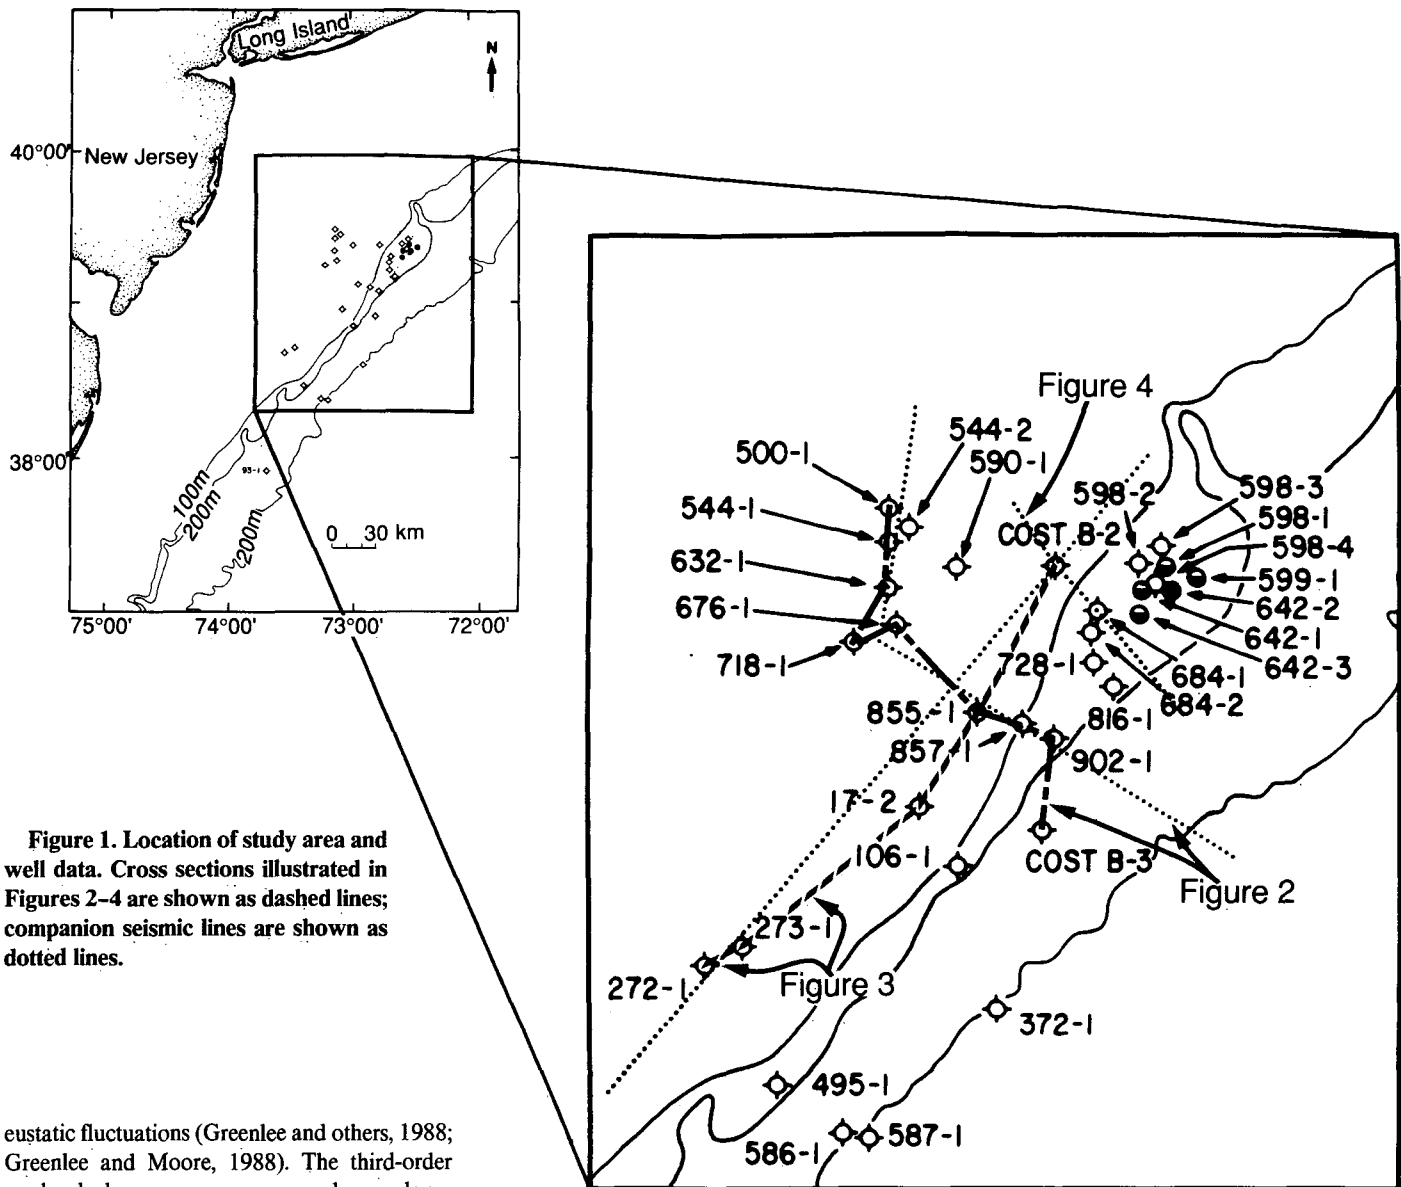 Long Island
N
40°00'
New Jersey
38°00'
93-1
100m
200m
200m
0 30 km
75°00'
74°00'
73°00'
72°00'
Figure 4
544-2
500-1
590-1
598-2
598-3
544-1
598-1
COST B-2
598-4
632-1
599-1
676-1
642-2
642-1
718-1
728-1
642-3
684-1
684-2
855-1
816-1
857-1
902-1
17-2
106-1
COST B-3
Figure 2
273-1
272-1
Figure 3
372-1
495-1
586-1
587-1
Figure 1. Location of study area and
well data. Cross sections illustrated in
Figures 2–4 are shown as dashed lines;
companion seismic lines are shown as
dotted lines.
eustatic fluctuations (Greenlee and others, 1988;
Greenlee and Moore, 1988). The third-order